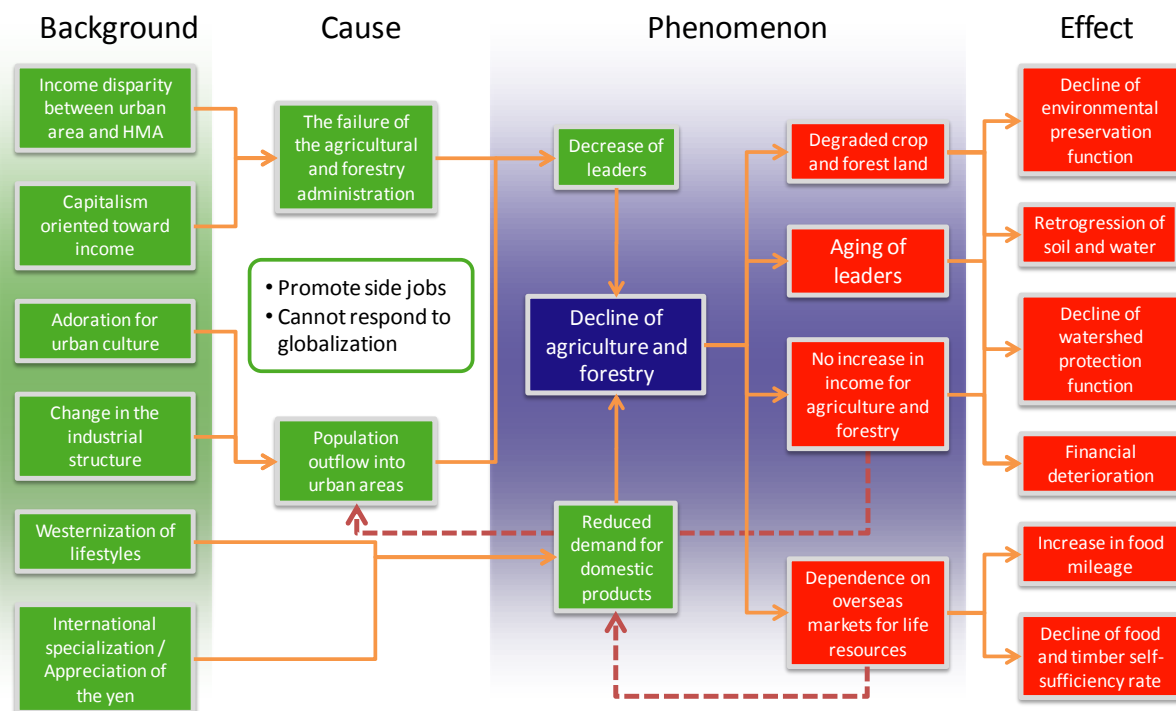 Background
Cause
Phenomenon
Effect
Income disparity
between urban
area and HMA
Capitalism
oriented toward
income
Adoration for
urban culture
Change in the
industrial
structure
Westernization of
lifestyles
International
specialization /
Appreciation of
the yen
The failure of
the agricultural
and forestry
administration
• Promote side jobs
• Cannot respond to
globalization
Population
outflow into
urban areas
Decrease of
leaders
Decline of
agriculture and
forestry
Reduced
demand for
domestic
products
Degraded crop
and forest land
Aging of
leaders
No increase in
income for
agriculture and
forestry
Dependence on
overseas
markets for life
resources
Decline of
environmental
preservation
function
Retrogression of
soil and water
Decline of
watershed
protection
function
Financial
deterioration
Increase in food
mileage
Decline of food
and timber self-
sufficiency rate